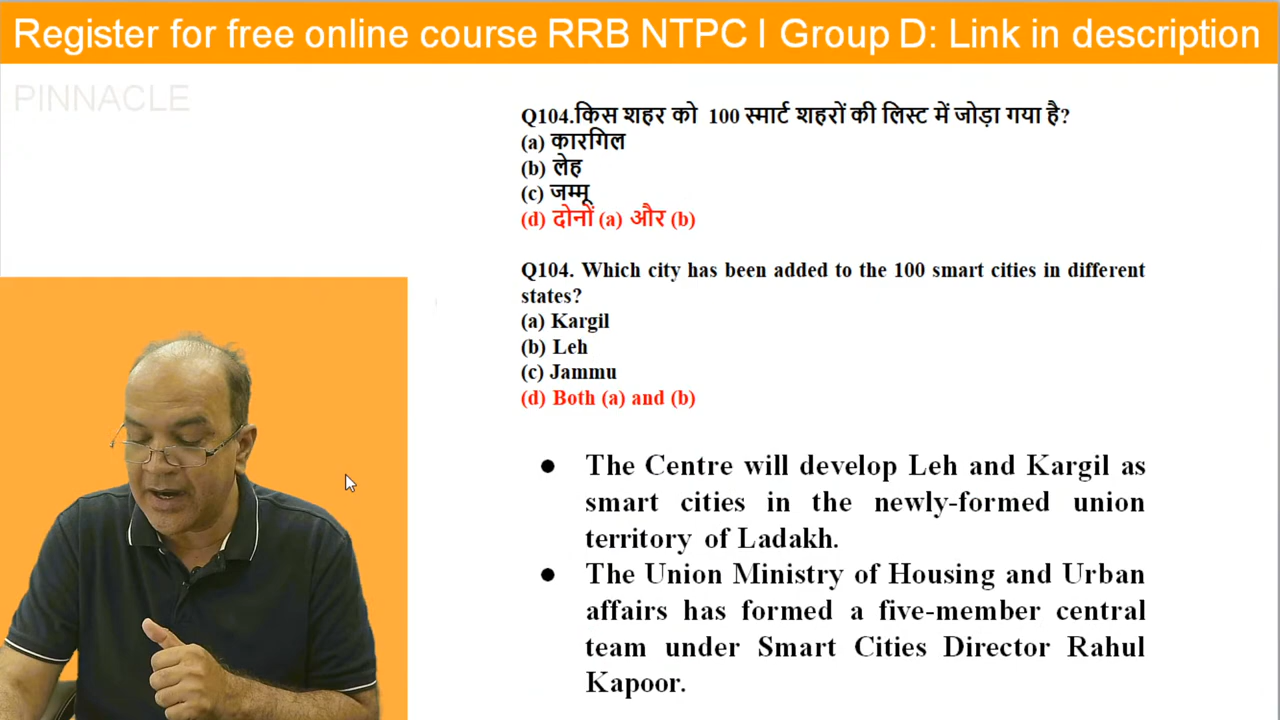 Register for free online course RRB NTPC I Group D: Link in description
PINNACLE
Q104.किस शहर को 100 स्मार्ट शहरों की लिस्ट में जोड़ा गया है?
(a) कारगिल
(b) लेह
(c) जम्मू
(d) दोनों (a) और (b)
Q104. Which city has been added to the 100 smart cities in different
states?
(a) Kargil
(b) Leh
(c) Jammu
(d) Both (a) and (b)
● The Centre will develop Leh and Kargil as
smart cities in the newly-formed union
territory of Ladakh.
● The Union Ministry of Housing and Urban
affairs has formed a five-member central
team under Smart Cities Director Rahul
Kapoor.